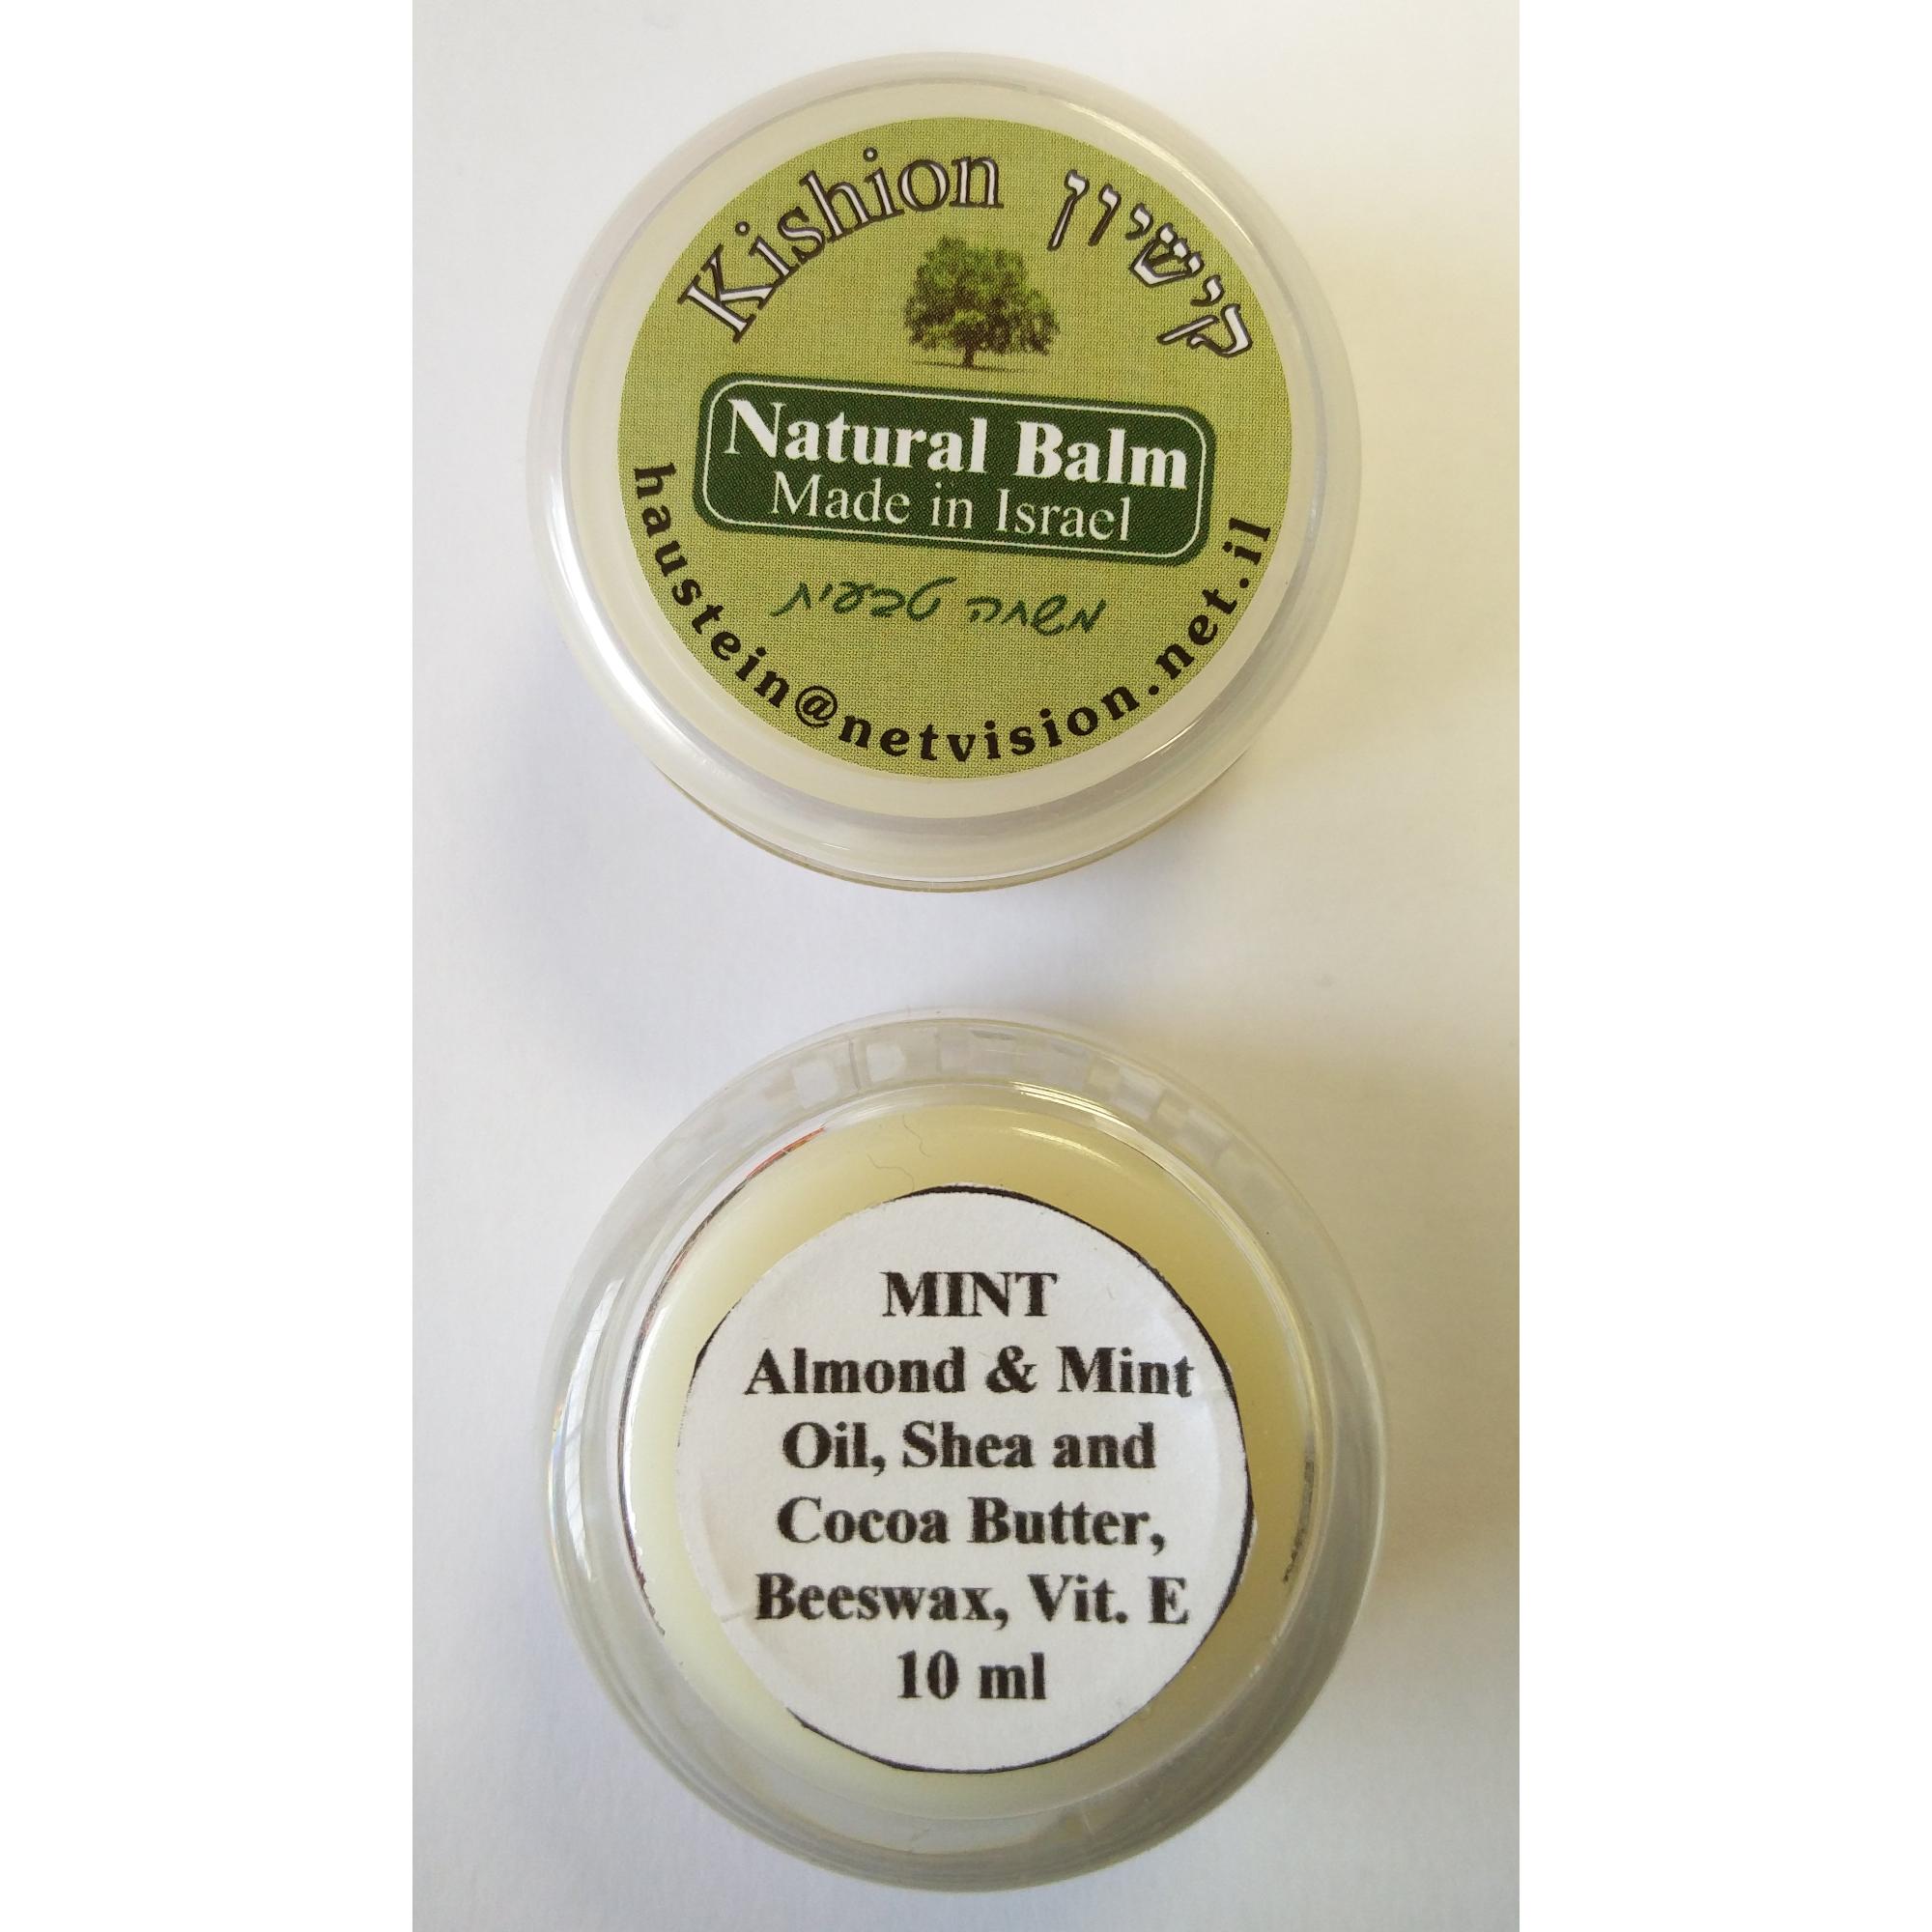 Kishion קישיון
Natural Balm
Made in Israel
משחה טבעית
haustein@netvision.net.il
MINT
Almond & Mint
Oil, Shea and
Cocoa Butter,
Beeswax, Vit. E
10 ml